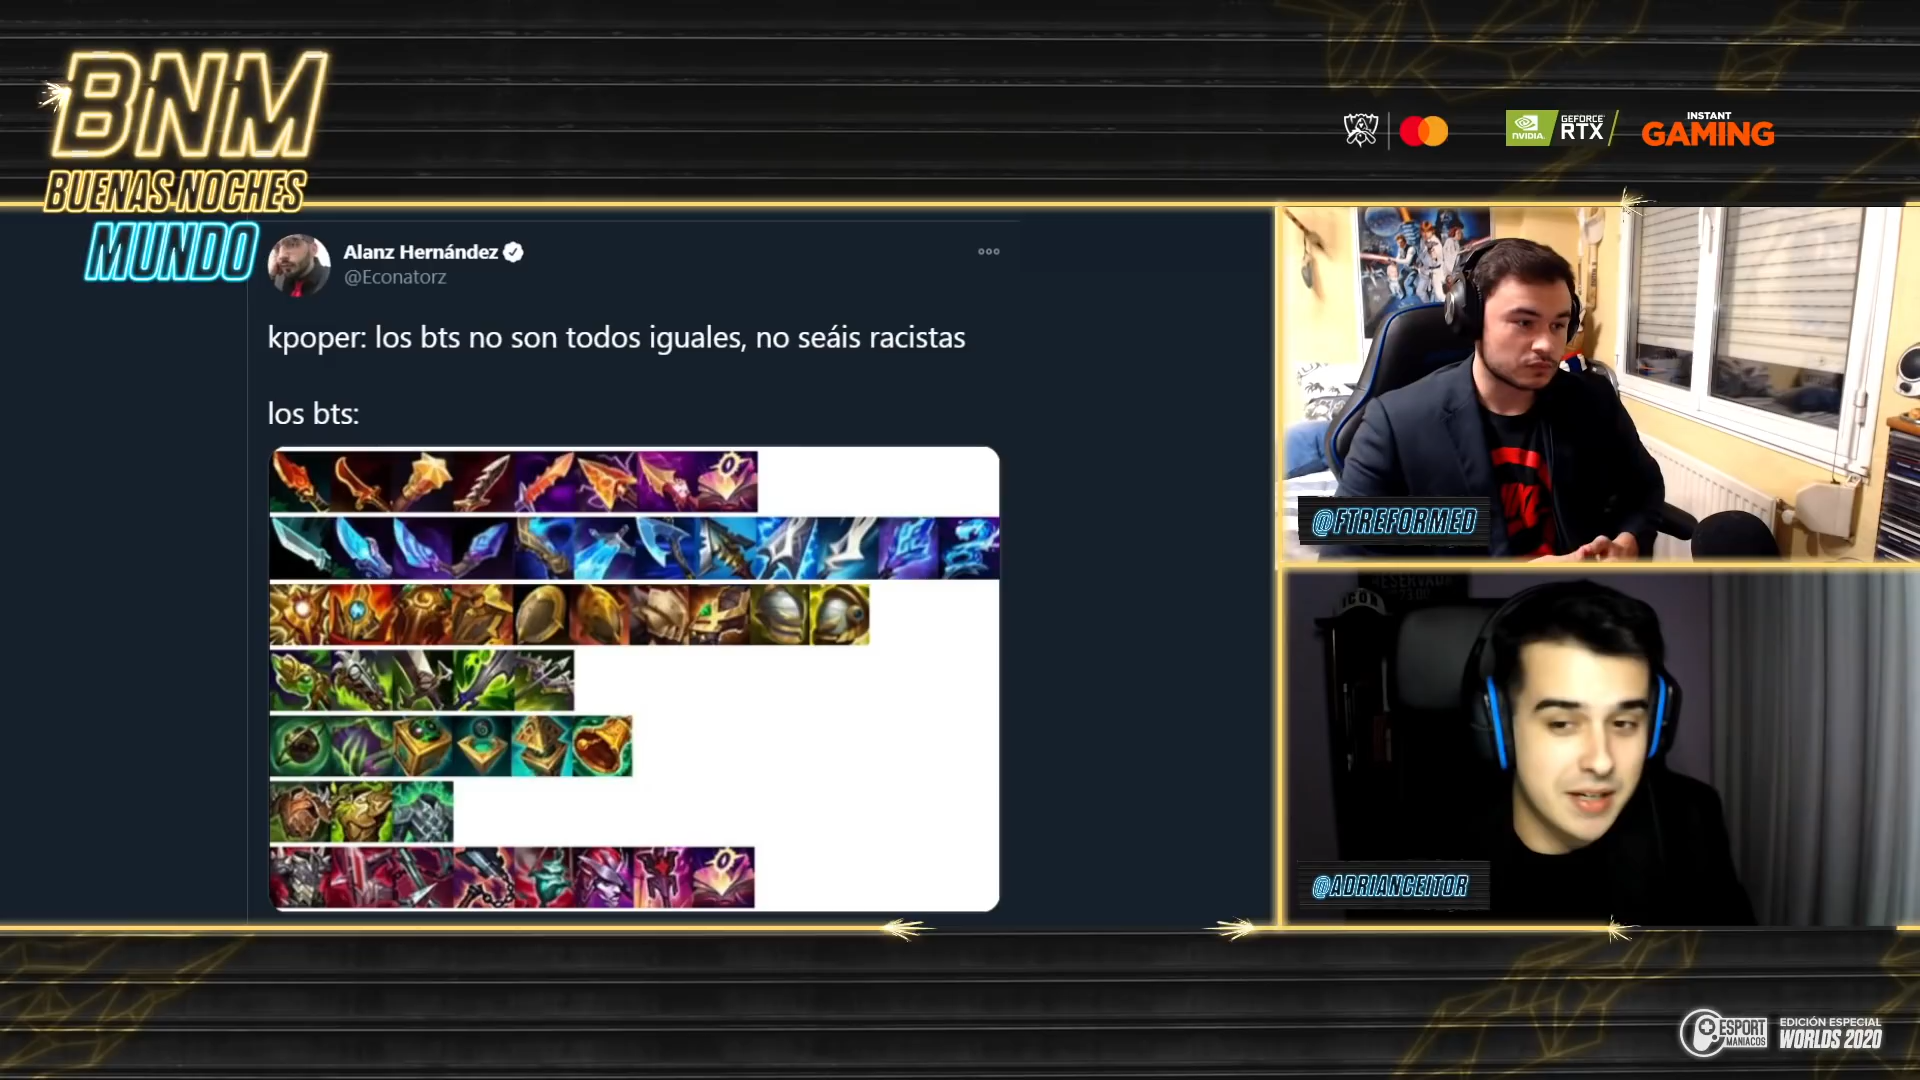 BNM
BUENAS NOCHES
MUNDO
NVIDIA.
GEFORCE
RTX
INSTANT
GAMING
Alanz Hernández
@Econatorz
kpoper: los bts no son todos iguales, no seáis racistas
los bts:
@FTREFORMED
@ADRIANCEITOR
ESPORT
MANIACOS
EDICIÓN ESPECIAL
WORLDS 2020